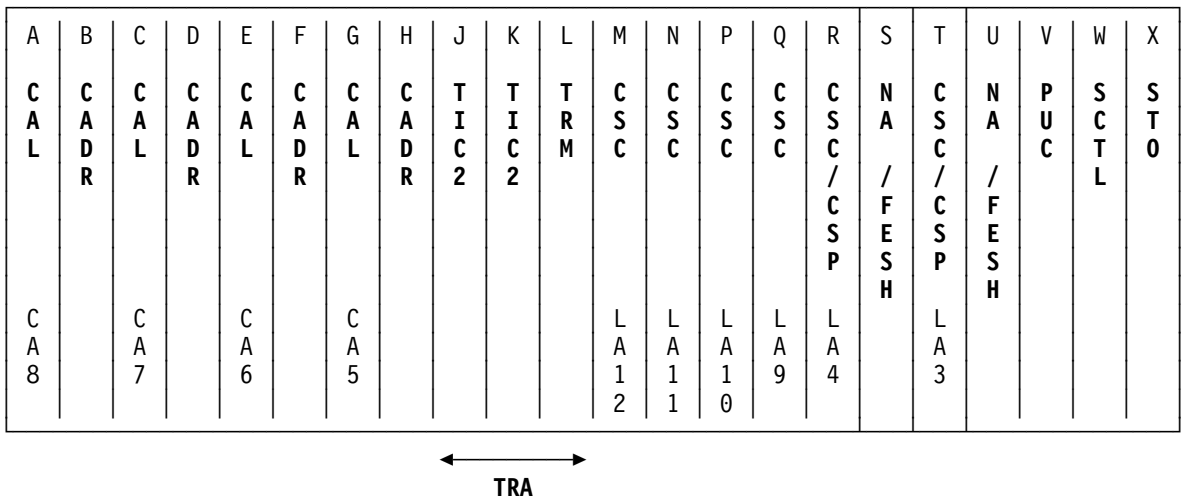 A B C D E F G H J K L M N P Q R S T U V W X
CAL CADR CAL CADR CAL CADR CAL CADR TIC2 TIC2 TRM CSC CSC CSC CSC CSC/CSP NA /FESH CSC/CSP NA /FESH PUC SCTL STO
CA8 CA7 CA6 CA5 LA12 LA11 LA10 LA9 LA4 LA3
TRA